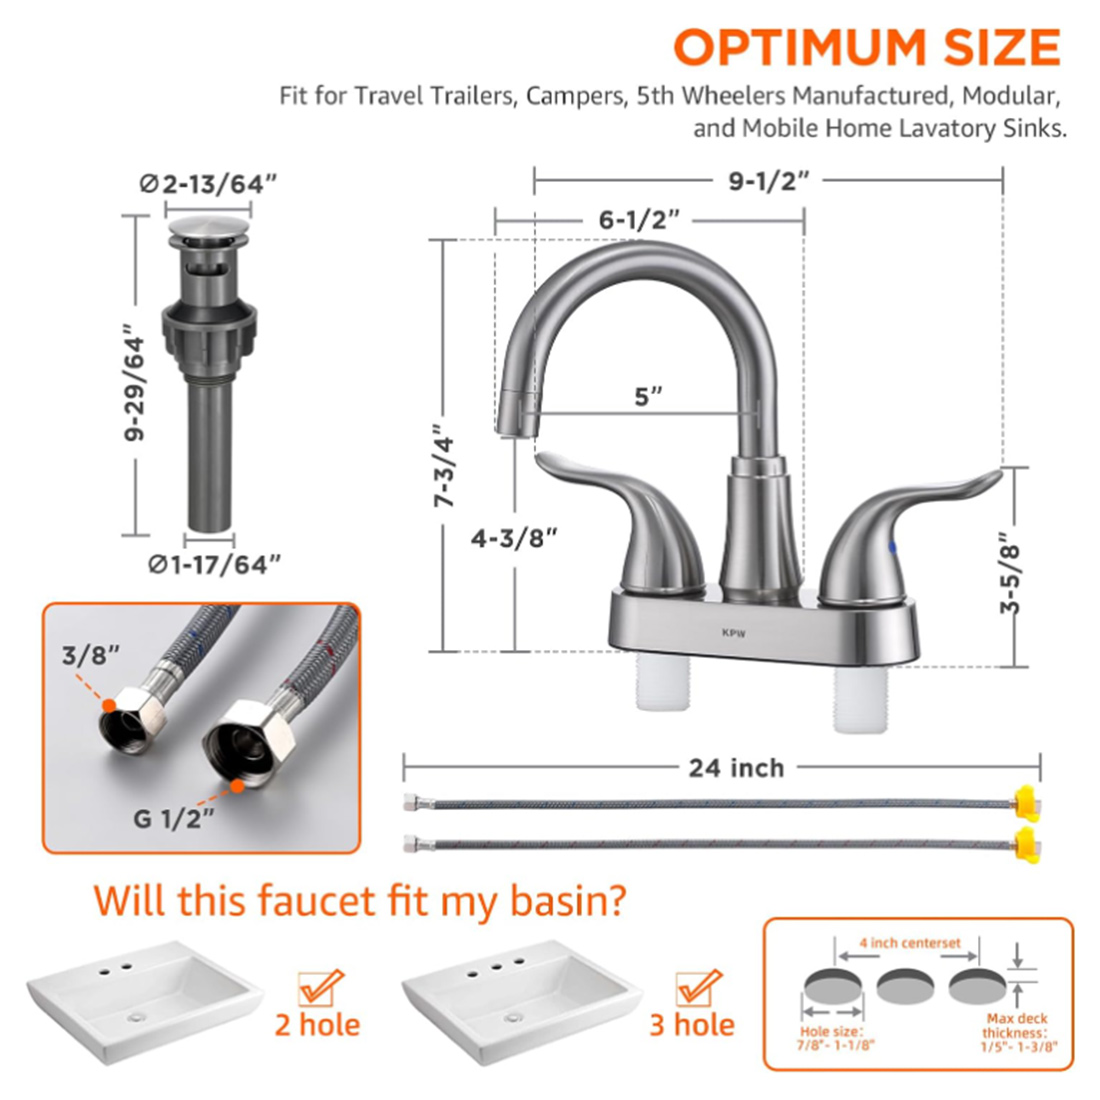 OPTIMUM SIZE
Fit for Travel Trailers, Campers, 5th Wheelers Manufactured, Modular,
and Mobile Home Lavatory Sinks.
Ø2-13/64”
9-29/64”
Ø1-17/64”
9-1/2”
6-1/2”
5”
7-3/4”
4-3/8”
3-5/8”
KPW
3/8”
G 1/2”
24 inch
Will this faucet fit my basin?
2 hole
3 hole
4 inch centerset
Hole size:
7/8"- 1-1/8"
Max deck
thickness:
1/5"- 1-3/8"